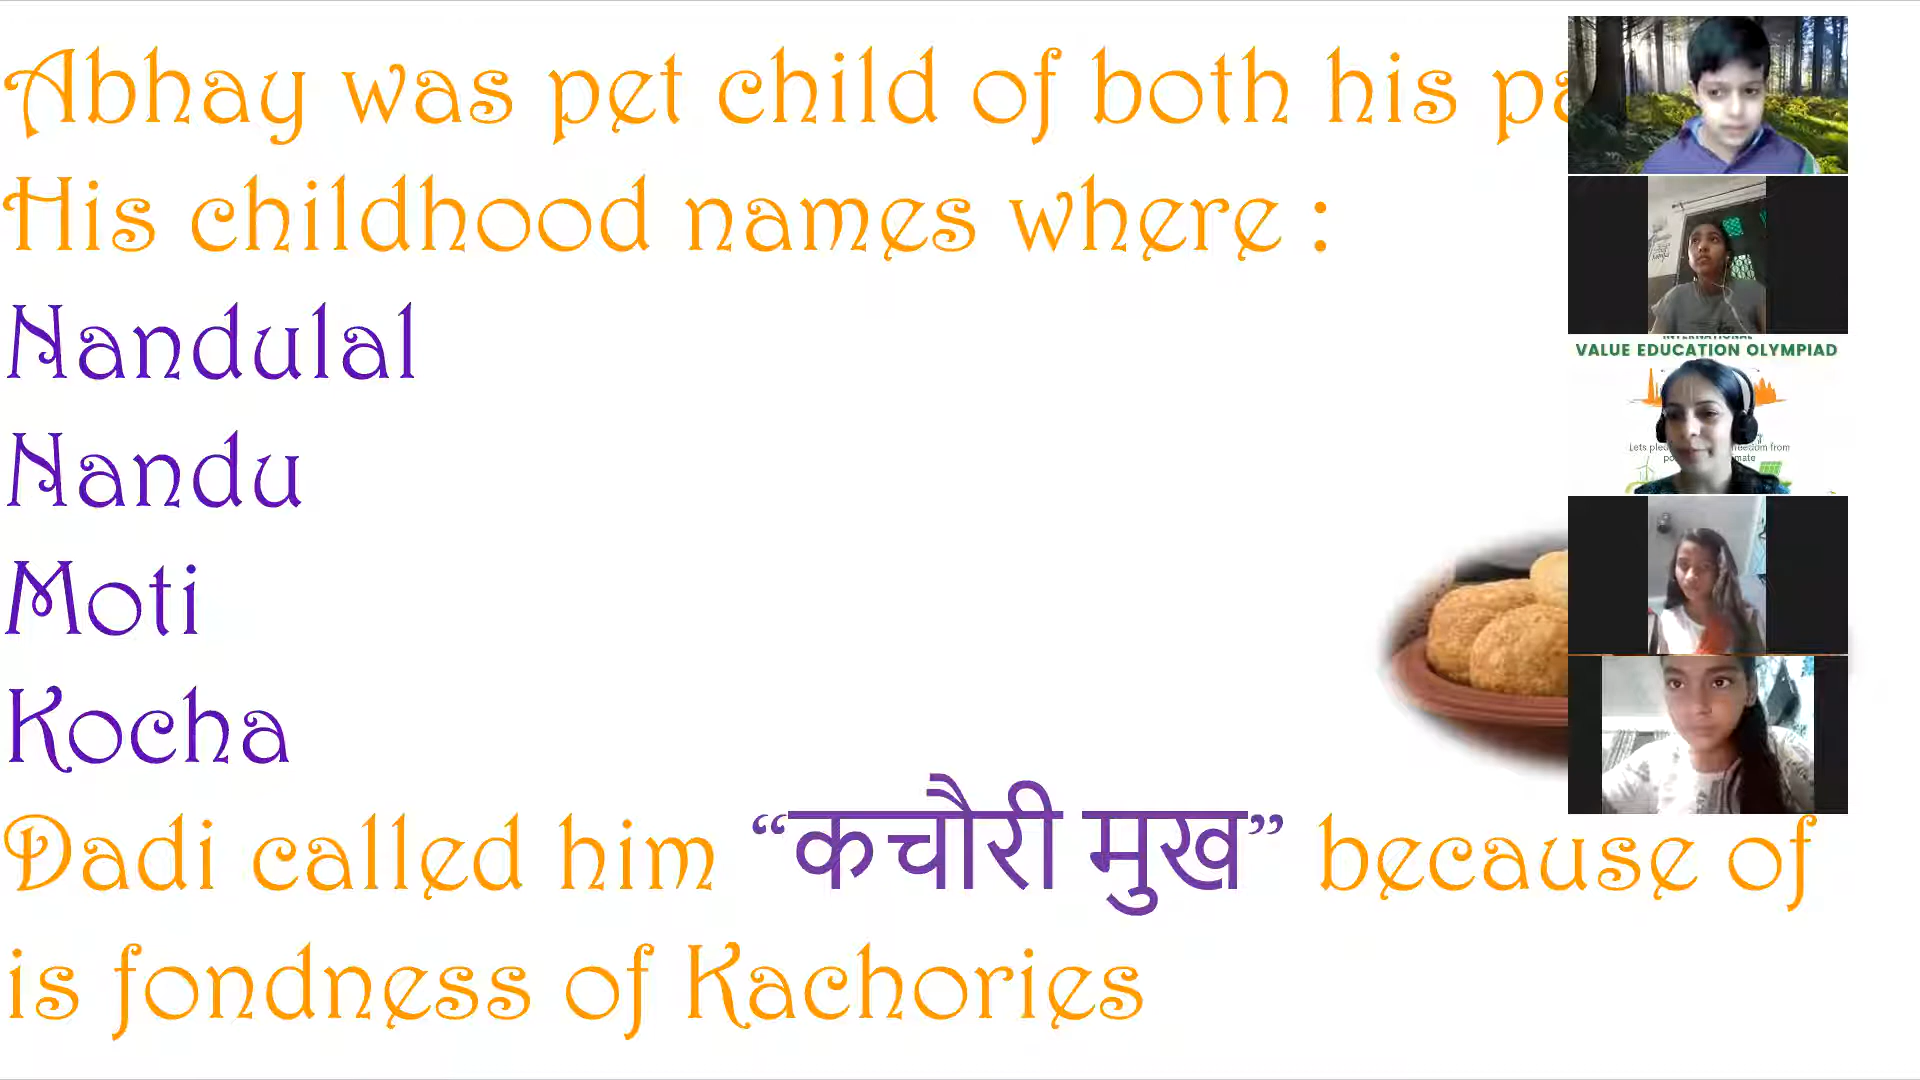 Abhay was pet child of both his
His childhood names where :
Nandulal
Nandu
Moti
Kocha
Dadi called him “कचौरी मुख” because of
is fondness of Kachories
VALUE EDUCATION OLYMPIAD